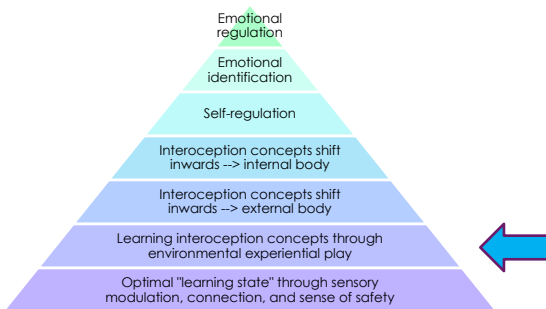 Emotional
regulation
Emotional
identification
Self-regulation
Interoception concepts shift
inwards --> internal body
Interoception concepts shift
inwards --> external body
Learning interoception concepts through
environmental experiential play
Optimal "learning state" through sensory
modulation, connection, and sense of safety